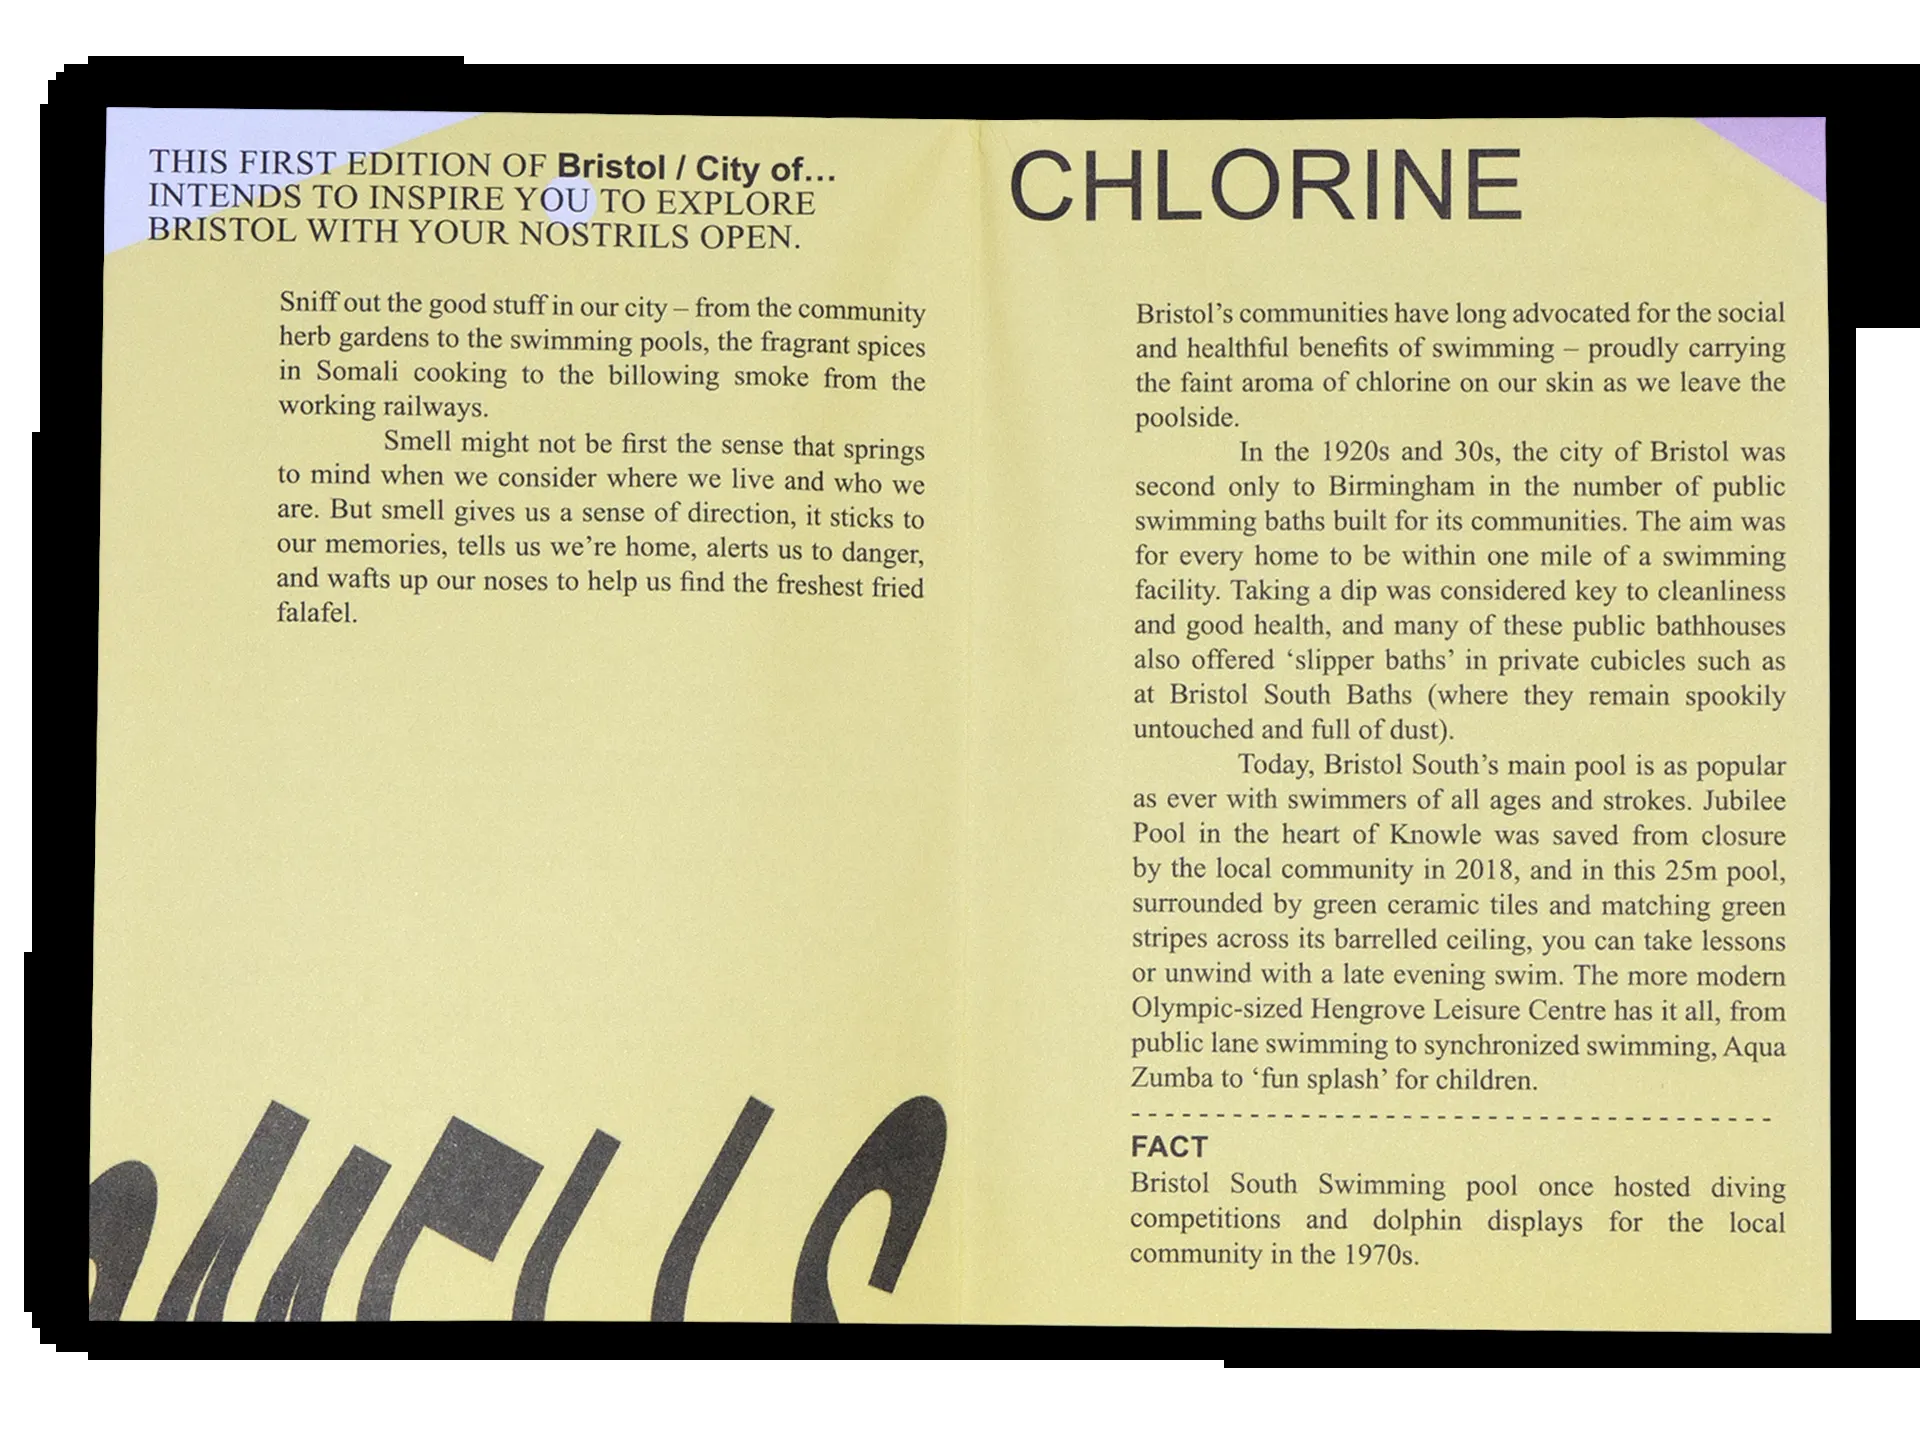 THIS FIRST EDITION OF Bristol / City of...
INTENDS TO INSPIRE YOU TO EXPLORE
BRISTOL WITH YOUR NOSTRILS OPEN.
Sniff out the good stuff in our city – from the community
herb gardens to the swimming pools, the fragrant spices
in Somali cooking to the billowing smoke from the
working railways.
Smell might not be first the sense that springs
to mind when we consider where we live and who we
are. But smell gives us a sense of direction, it sticks to
our memories, tells us we’re home, alerts us to danger,
and wafts up our noses to help us find the freshest fried
falafel.
SMELLS
CHLORINE
Bristol’s communities have long advocated for the social
and healthful benefits of swimming – proudly carrying
the faint aroma of chlorine on our skin as we leave the
poolside.
In the 1920s and 30s, the city of Bristol was
second only to Birmingham in the number of public
swimming baths built for its communities. The aim was
for every home to be within one mile of a swimming
facility. Taking a dip was considered key to cleanliness
and good health, and many of these public bathhouses
also offered ‘slipper baths’ in private cubicles such as
at Bristol South Baths (where they remain spookily
untouched and full of dust).
Today, Bristol South’s main pool is as popular
as ever with swimmers of all ages and strokes. Jubilee
Pool in the heart of Knowle was saved from closure
by the local community in 2018, and in this 25m pool,
surrounded by green ceramic tiles and matching green
stripes across its barrelled ceiling, you can take lessons
or unwind with a late evening swim. The more modern
Olympic-sized Hengrove Leisure Centre has it all, from
public lane swimming to synchronized swimming, Aqua
Zumba to ‘fun splash’ for children.
FACT
Bristol South Swimming pool once hosted diving
competitions and dolphin displays for the local
community in the 1970s.